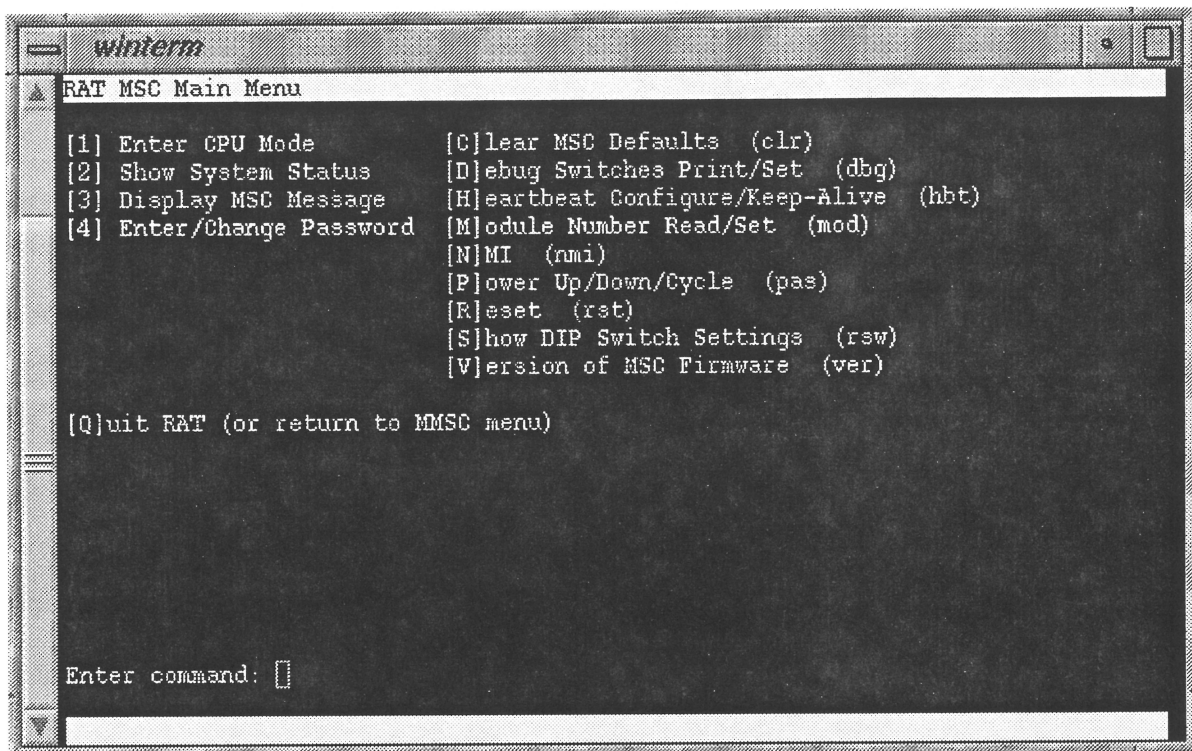 winterm
RAT MSC Main Menu
[1] Enter CPU Mode [C]lear MSC Defaults (clr)
[2] Show System Status [D]ebug Switches Print/Set (dbg)
[3] Display MSC Message [H]eartbeat Configure/Keep-Alive (hbt)
[4] Enter/Change Password [M]odule Number Read/Set (mod)
[N]MI (nmi)
[P]ower Up/Down/Cycle (pas)
[R]eset (rst)
[S]how DIP Switch Settings (rsw)
[V]ersion of MSC Firmware (ver)
[Q]uit RAT (or return to MMSC menu)
Enter command: